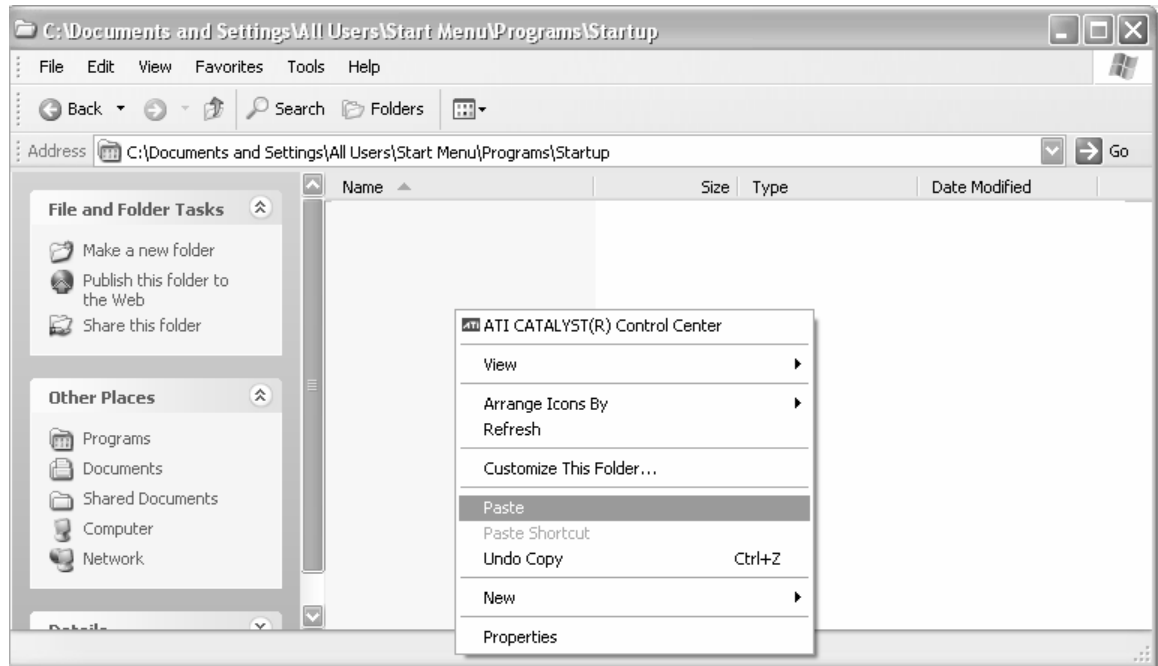 C:\Documents and Settings\All Users\Start Menu\Programs\Startup
File Edit View Favorites Tools Help
Back Search Folders
Address C:\Documents and Settings\All Users\Start Menu\Programs\Startup Go
Name Size Type Date Modified
File and Folder Tasks
Make a new folder
Publish this folder to
the Web
Share this folder
Other Places
Programs
Documents
Shared Documents
Computer
Network
Details
ATI ATI CATALYST(R) Control Center
View
Arrange Icons By
Refresh
Customize This Folder...
Paste
Paste Shortcut
Undo Copy Ctrl+Z
New
Properties